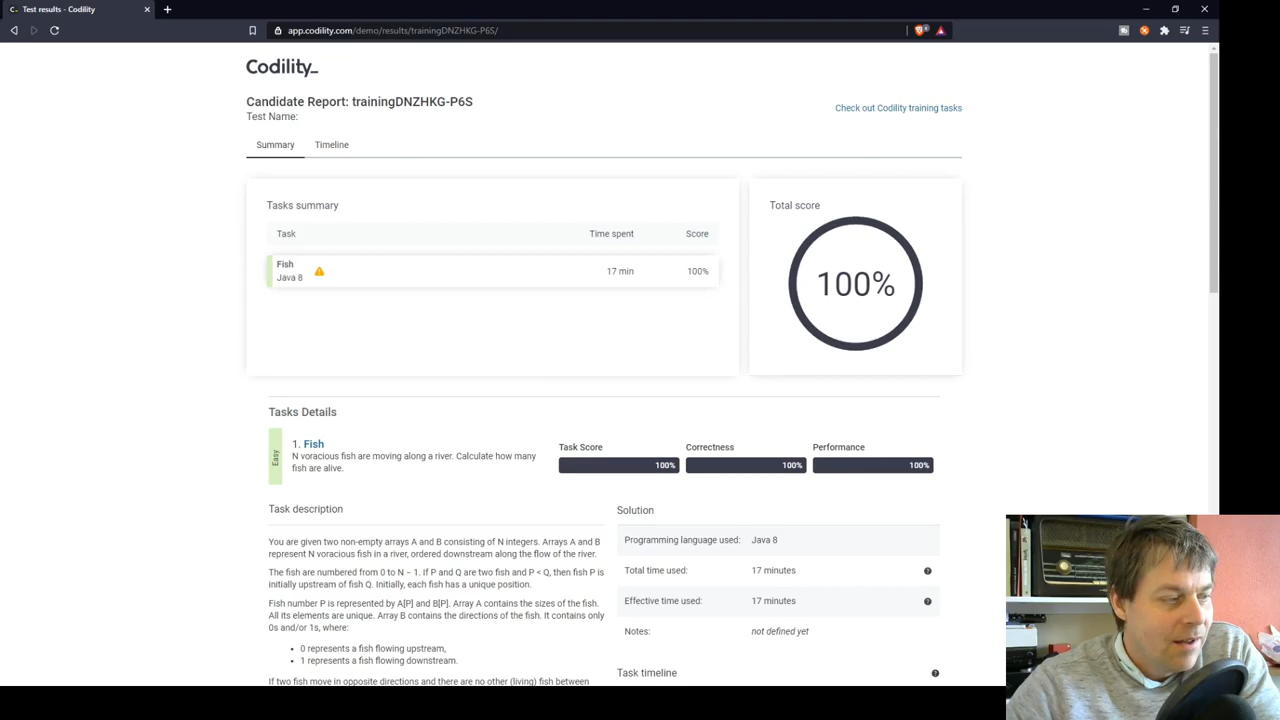 Test results - Codility
app.codility.com/demo/results/trainingDNZHKG-P6S/
Codility_
Candidate Report: trainingDNZHKG-P6S
Test Name:
Check out Codility training tasks
Summary Timeline
Tasks summary
Task Time spent Score
Fish
Java 8
17 min 100%
Total score
100%
Tasks Details
Easy
1. Fish
N voracious fish are moving along a river. Calculate how many
fish are alive.
Task Score Correctness Performance
100% 100% 100%
Task description
You are given two non-empty arrays A and B consisting of N integers. Arrays A and B
represent N voracious fish in a river, ordered downstream along the flow of the river.
The fish are numbered from 0 to N − 1. If P and Q are two fish and P < Q, then fish P is
initially upstream of fish Q. Initially, each fish has a unique position.
Fish number P is represented by A[P] and B[P]. Array A contains the sizes of the fish.
All its elements are unique. Array B contains the directions of the fish. It contains only
0s and/or 1s, where:
• 0 represents a fish flowing upstream,
• 1 represents a fish flowing downstream.
If two fish move in opposite directions and there are no other (living) fish between
Solution
Programming language used: Java 8
Total time used: 17 minutes
Effective time used: 17 minutes
Notes: not defined yet
Task timeline